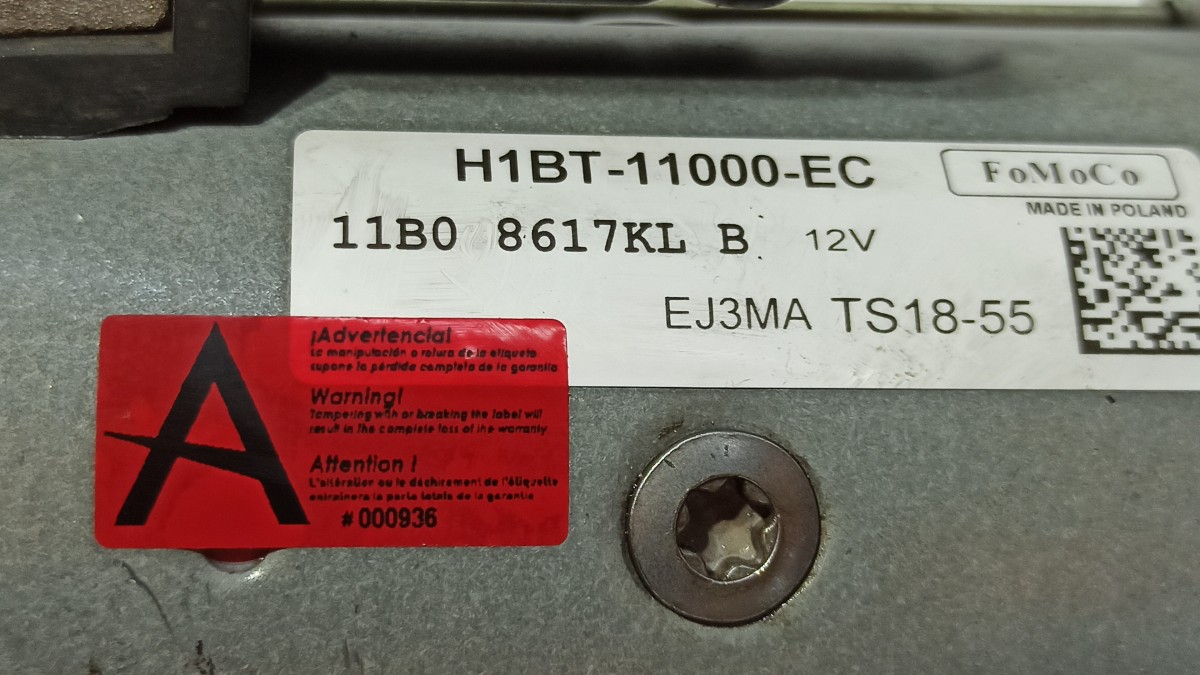 H1BT-11000-EC
FoMoCo
MADE IN POLAND
11B0 8617KL B 12V
EJ3MA TS18-55
¡Advertencia!
La manipulación o rotura de la etiqueta
supone la pérdida completa de la garantía
Warning!
Tampering with or breaking the label will
result in the complete loss of the warranty
Attention !
L'altération ou le déchirement de l'étiquette
entrainera la perte totale de la garantie
# 000936